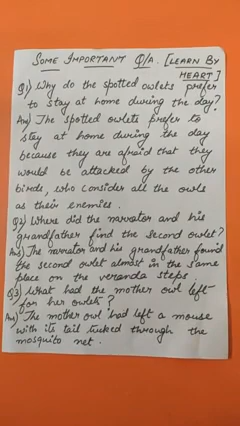 SOME IMPORTANT Q/A. [LEARN BY
HEART]
Q1) Why do the spotted owlets prefer
to stay at home during the day?
Ans) The spotted owlets prefer to
stay at home during the day
because they are afraid that they
would be attacked by the other
birds, who consider all the owls
as their enemies.
Q2) Where did the narrator and his
grandfather find the second owlet?
Ans) The narrator and his grandfather found
the second owlet almost in the same
place on the veranda steps.
Q3) What had the mother owl left
for her owlets?
Ans) The mother owl had left a mouse
with its tail tucked through the
mosquito net.